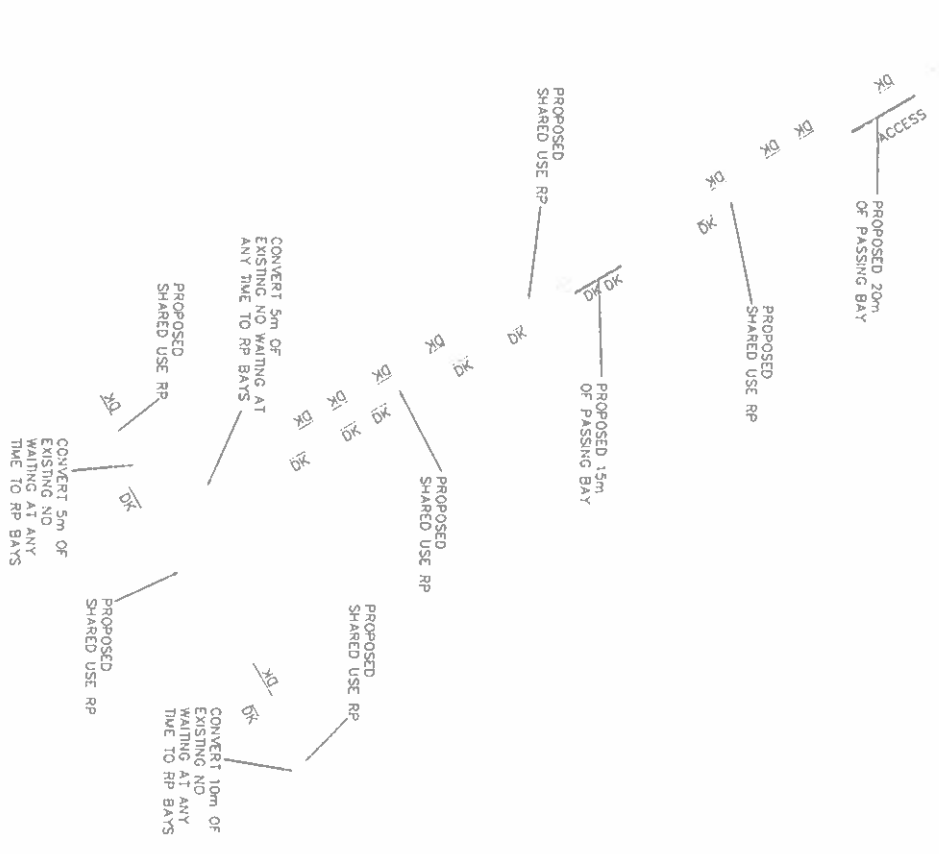 DK
ACCESS
PROPOSED 20m
OF PASSING BAY
DK
DK
DK
DK
PROPOSED
SHARED USE RP
PROPOSED
SHARED USE RP
DK DK
PROPOSED 15m
OF PASSING BAY
DK
DK
DK
DK
DK
DK
DK
DK
DK
PROPOSED
SHARED USE RP
CONVERT 5m OF
EXISTING NO WAITING AT
ANY TIME TO RP BAYS
PROPOSED
SHARED USE RP
DK
CONVERT 5m OF
EXISTING NO
WAITING AT ANY
TIME TO RP BAYS
DK
PROPOSED
SHARED USE RP
PROPOSED
SHARED USE RP
DK
DK
CONVERT 10m OF
EXISTING NO
WAITING AT ANY
TIME TO RP BAYS